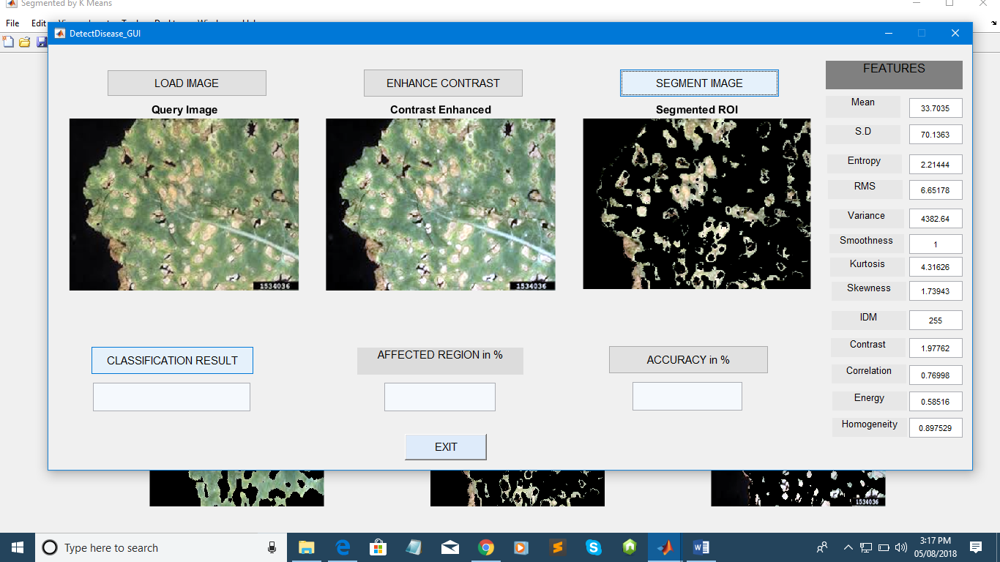 Segmented by K Means
File Edit
DetectDisease_GUI
LOAD IMAGE
ENHANCE CONTRAST
SEGMENT IMAGE
Query Image
Contrast Enhanced
Segmented ROI
1534036
1534036
CLASSIFICATION RESULT
AFFECTED REGION in %
ACCURACY in %
EXIT
FEATURES
Mean 33.7035
S.D 70.1363
Entropy 2.21444
RMS 6.65178
Variance 4382.64
Smoothness 1
Kurtosis 4.31626
Skewness 1.73943
IDM 255
Contrast 1.97762
Correlation 0.76998
Energy 0.58516
Homogeneity 0.897529
1534036
Type here to search
3:17 PM
05/08/2018